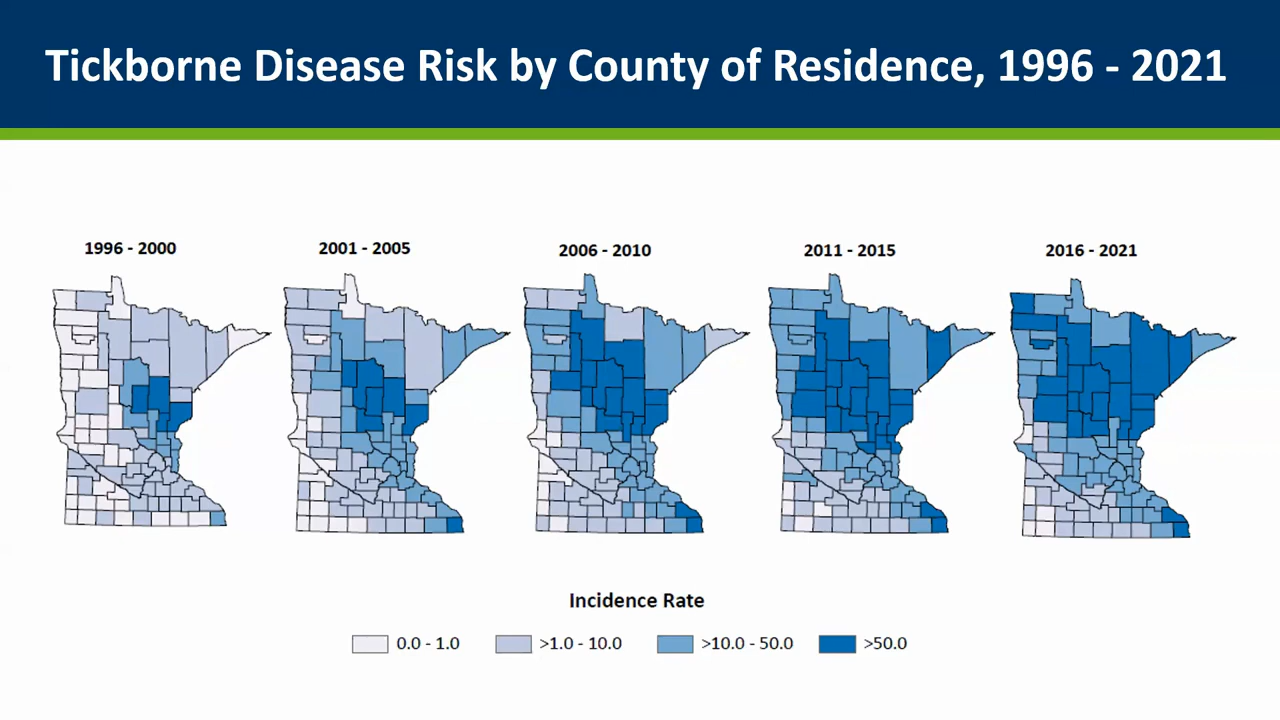 Tickborne Disease Risk by County of Residence, 1996 - 2021
1996 - 2000
2001 - 2005
2006 - 2010
2011 - 2015
2016 - 2021
Incidence Rate
0.0 - 1.0
>1.0 - 10.0
>10.0 - 50.0
>50.0